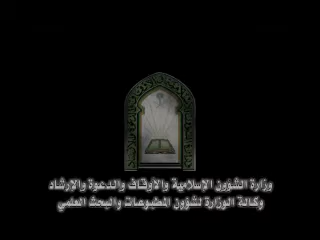 وزارة الشؤون الإسلامية والأوقاف والدعوة والإرشاد
وكالة الوزارة لشؤون المطبوعات والبحث العلمي